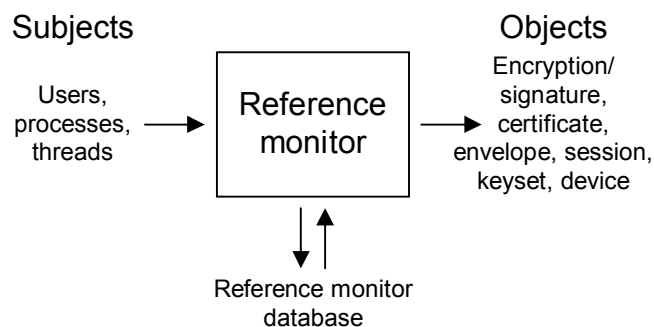 Subjects
Users,
processes,
threads
Reference
monitor
Objects
Encryption/
signature,
certificate,
envelope, session,
keyset, device
Reference monitor
database